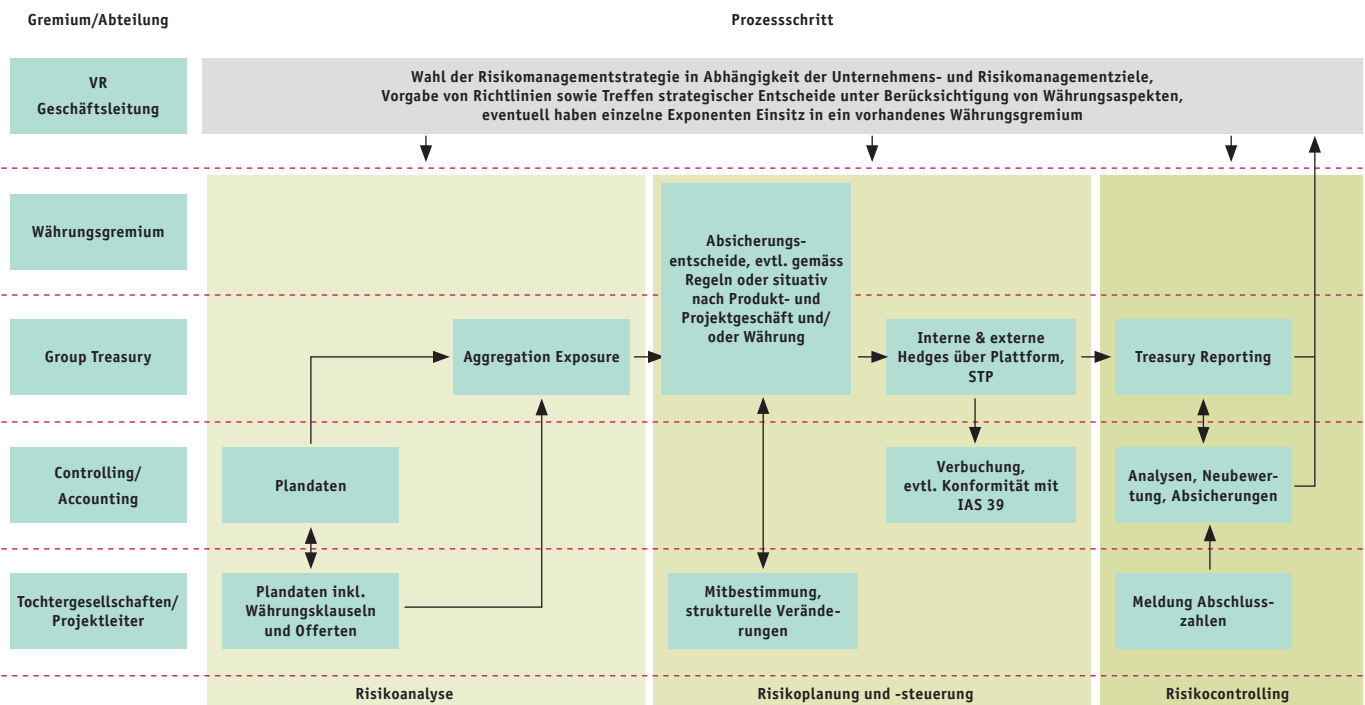 Gremium/Abteilung
Prozessschritt
VR
Geschäftsleitung
Wahl der Risikomanagementstrategie in Abhängigkeit der Unternehmens- und Risikomanagementziele,
Vorgabe von Richtlinien sowie Treffen strategischer Entscheide unter Berücksichtigung von Währungsaspekten,
eventuell haben einzelne Exponenten Einsitz in ein vorhandenes Währungsgremium
Währungsgremium
Absicherungs-
entscheide, evtl. gemäss
Regeln oder situativ
nach Produkt- und
Projektgeschäft und/
oder Währung
Group Treasury
Aggregation Exposure
Interne & externe
Hedges über Plattform,
STP
Treasury Reporting
Controlling/
Accounting
Plandaten
Verbuchung,
evtl. Konformität mit
IAS 39
Analysen, Neubewer-
tung, Absicherungen
Tochtergesellschaften/
Projektleiter
Plandaten inkl.
Währungsklauseln
und Offerten
Mitbestimmung,
strukturelle Verände-
rungen
Meldung Abschluss-
zahlen
Risikoanalyse
Risikoplanung und -steuerung
Risikocontrolling